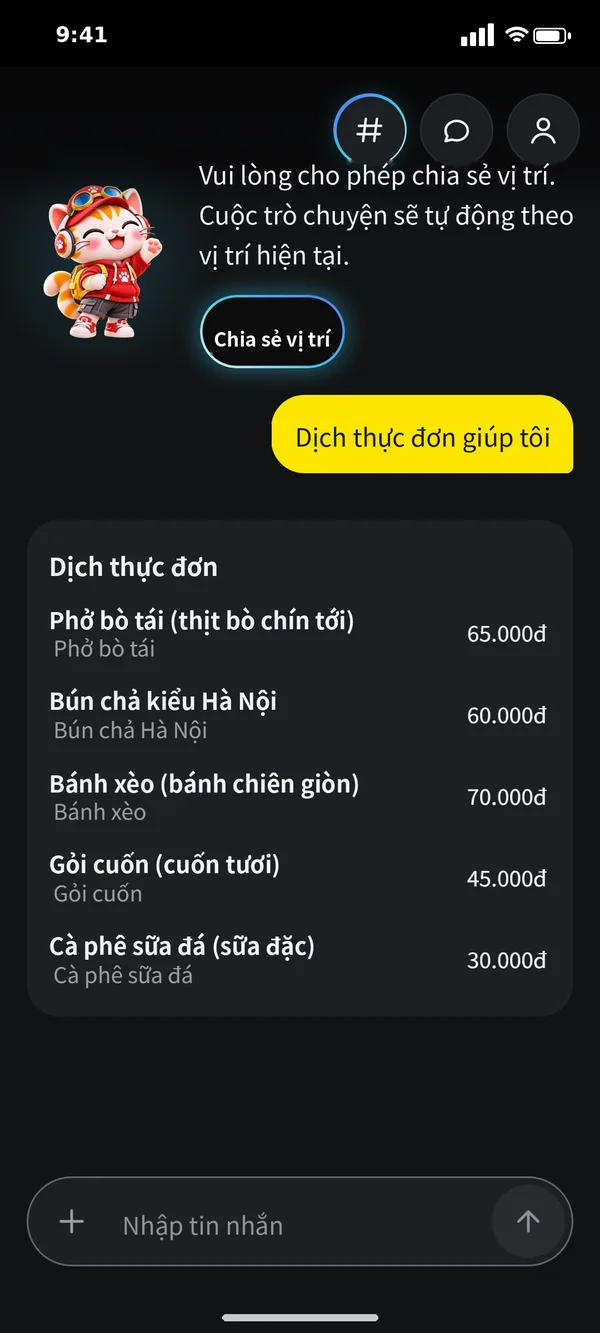 9:41
#
Vui lòng cho phép chia sẻ vị trí.
Cuộc trò chuyện sẽ tự động theo
vị trí hiện tại.
Chia sẻ vị trí
Dịch thực đơn giúp tôi
Dịch thực đơn
Phở bò tái (thịt bò chín tới)
Phở bò tái
65.000đ
Bún chả kiểu Hà Nội
Bún chả Hà Nội
60.000đ
Bánh xèo (bánh chiên giòn)
Bánh xèo
70.000đ
Gỏi cuốn (cuốn tươi)
Gỏi cuốn
45.000đ
Cà phê sữa đá (sữa đặc)
Cà phê sữa đá
30.000đ
Nhập tin nhắn